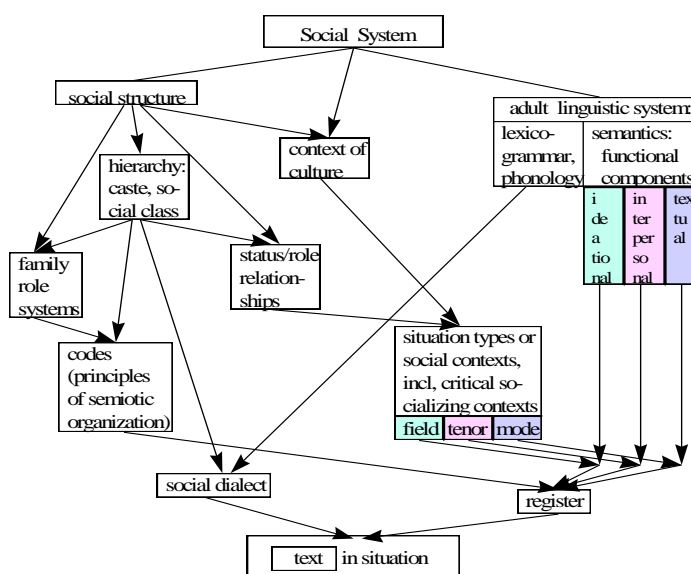 Social System
social structure
adult linguistic system:
lexico-
grammar,
phonology
semantics:
functional
components
context of
culture
hierarchy:
caste, so-
cial class
i
de
a
tio
nal
in
ter
per
so
nal
tex
tu
al
family
role
systems
status/role
relation-
ships
codes
(principles
of semiotic
organization)
situation types or
social contexts,
incl, critical so-
cializing contexts
field tenor mode
social dialect
register
text in situation